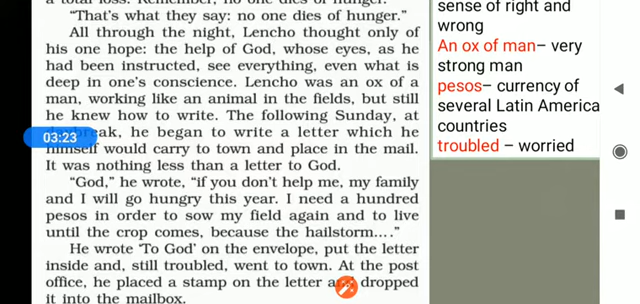 a total loss. Remember, no one dies of hunger."
"That's what they say: no one dies of hunger."
All through the night, Lencho thought only of
his one hope: the help of God, whose eyes, as he
had been instructed, see everything, even what is
deep in one's conscience. Lencho was an ox of a
man, working like an animal in the fields, but still
he knew how to write. The following Sunday, at
he began to write a letter which he
himself would carry to town and place in the mail.
It was nothing less than a letter to God.
"God," he wrote, "if you don't help me, my family
and I will go hungry this year. I need a hundred
pesos in order to sow my field again and to live
until the crop comes, because the hailstorm...."
He wrote 'To God' on the envelope, put the letter
inside and, still troubled, went to town. At the post
office, he placed a stamp on the letter and dropped
it into the mailbox.
03:23
sense of right and
wrong
An ox of man– very
strong man
pesos– currency of
several Latin America
countries
troubled – worried